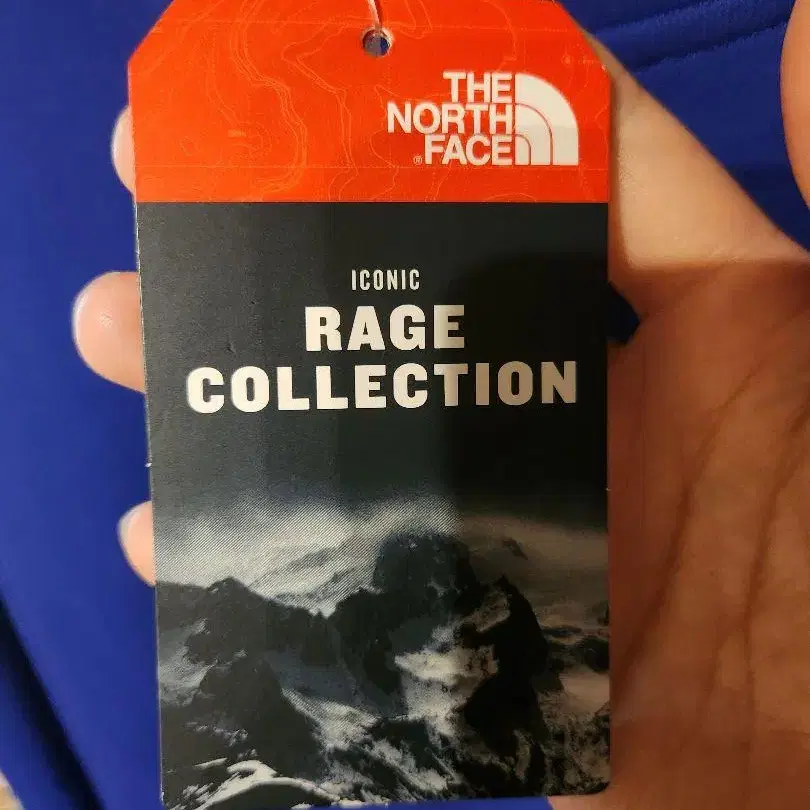 THE
NORTH
FACE
®
ICONIC
RAGE
COLLECTION